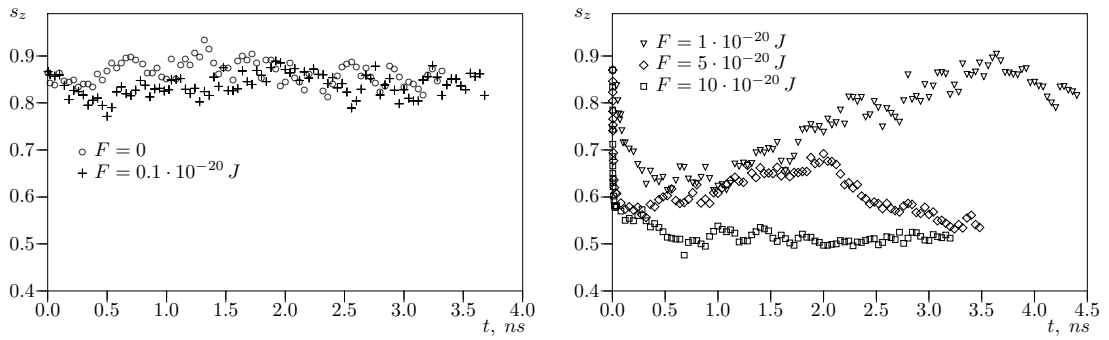 s_z
0.9
0.8
0.7
0.6
0.5
0.4
F = 0
F = 0.1 · 10⁻²⁰ J
0.0 0.5 1.0 1.5 2.0 2.5 3.0 3.5 4.0
t, ns
s_z
0.9
0.8
0.7
0.6
0.5
0.4
F = 1 · 10⁻²⁰ J
F = 5 · 10⁻²⁰ J
F = 10 · 10⁻²⁰ J
0.0 0.5 1.0 1.5 2.0 2.5 3.0 3.5 4.0 4.5
t, ns